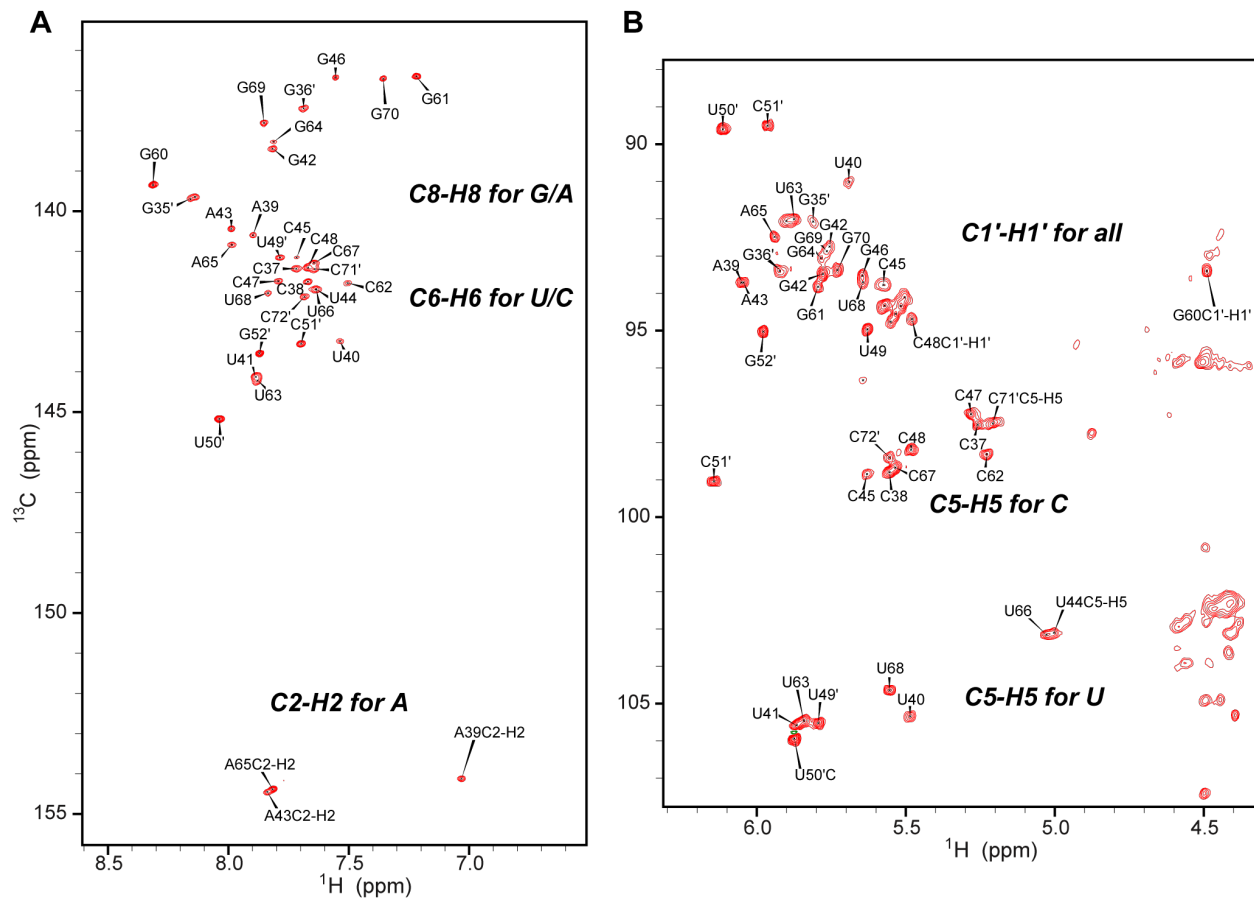 A
G46
G69
G36'
G70
G61
G64
G42
G60
C8-H8 for G/A
G35'
A43
A39
C45
U49'
C48
C67
A65
C37
C71'
C47
C62
C6-H6 for U/C
U68
C38
U44
U66
C72'
C51'
G52'
U40
U41
U63
U50'
C2-H2 for A
A39C2-H2
A65C2-H2
A43C2-H2
140
145
150
155
13C (ppm)
8.5
8.0
7.5
7.0
1H (ppm)
B
U50'
C51'
U40
U63
G35'
A65
G42
C1'-H1' for all
G69
G70
G64
G46
G36'
C45
A39
A43
G42
G61
U68
G60C1'-H1'
G52'
U49
C48C1'-H1'
C47
C71'C5-H5
C72'
C48
C37
C67
C62
C51'
C45
C38
C5-H5 for C
U66
U44C5-H5
U68
U63
U49'
U40
C5-H5 for U
U41
U50'C
90
95
100
105
6.0
5.5
5.0
4.5
1H (ppm)